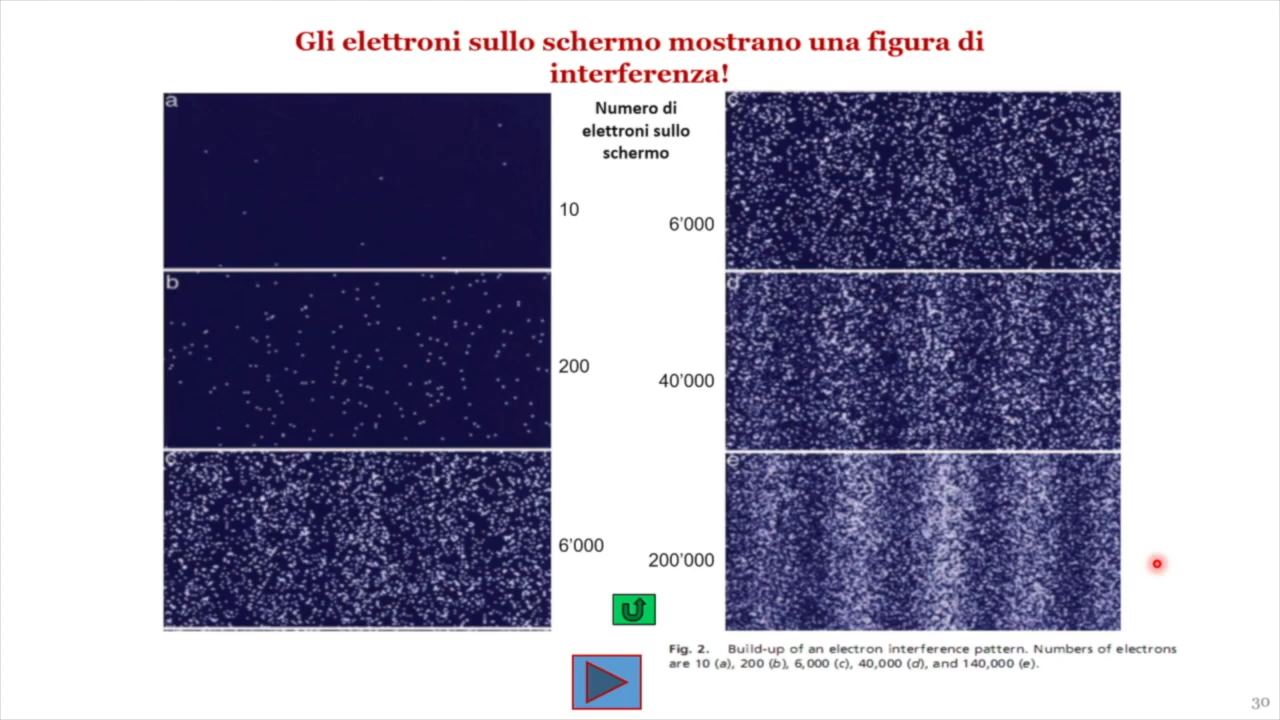 Gli elettroni sullo schermo mostrano una figura di
interferenza!
a
Numero di
elettroni sullo
schermo
10
b
200
c
6’000
c
6’000
d
40’000
e
200’000
Fig. 2. Build-up of an electron interference pattern. Numbers of electrons
are 10 (a), 200 (b), 6,000 (c), 40,000 (d), and 140,000 (e).
30